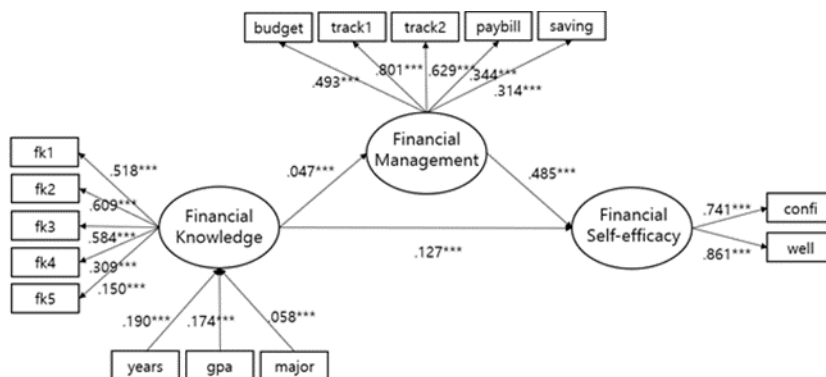 budget track1 track2 paybill saving
.493*** .801*** .629*** .344*** .314***
Financial
Management
fk1
fk2
fk3
fk4
fk5
.518***
.609***
.584***
.309***
.150***
Financial
Knowledge
.047***
.485***
.127***
Financial
Self-efficacy
.741***
.861***
confi
well
.190*** .174*** .058***
years gpa major